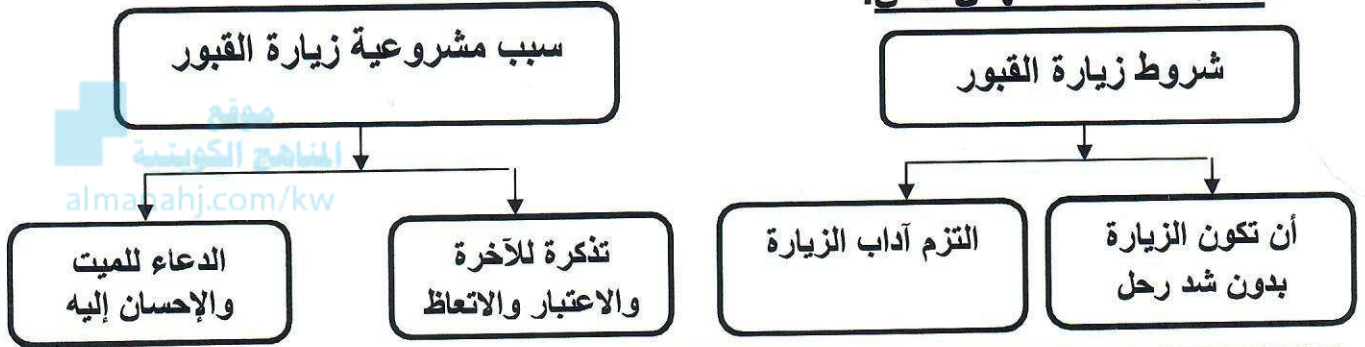 شروط زيارة القبور
أن تكون الزيارة
بدون شد رحل
التزم آداب الزيارة
سبب مشروعية زيارة القبور
تذكرة للآخرة
والاعتبار والاتعاظ
الدعاء للميت
والإحسان إليه
موقع
المناهج الكويتية
almanahj.com/kw